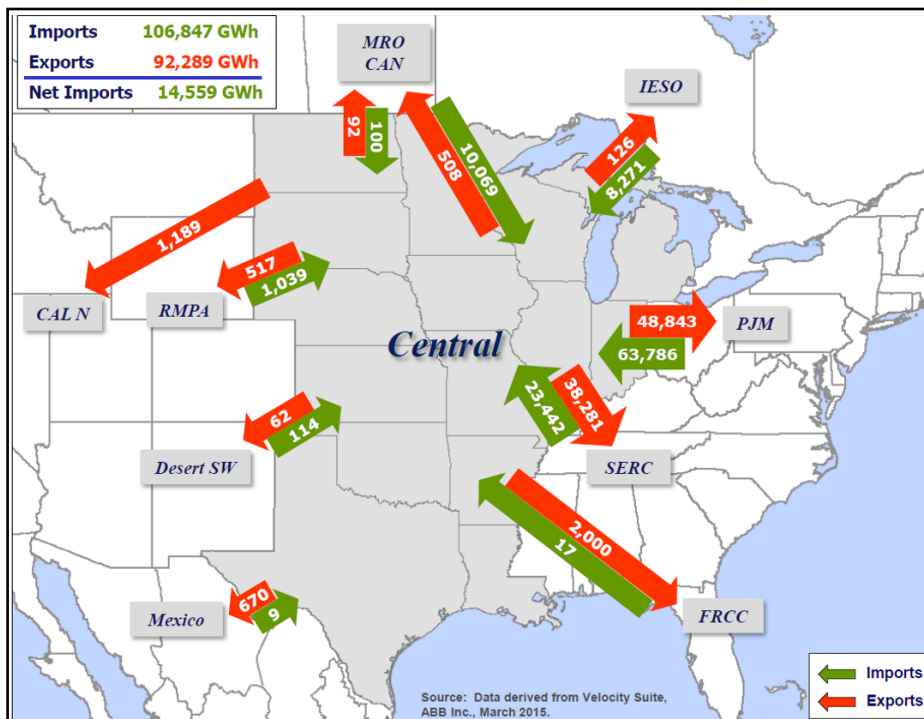 Imports 106,847 GWh
Exports 92,289 GWh
Net Imports 14,559 GWh
MRO
CAN
IESO
92
100
508
10,069
126
8,271
1,189
517
1,039
CAL N
RMPA
48,843
PJM
63,786
Central
23,442
38,281
62
114
Desert SW
SERC
2,000
17
670
9
Mexico
FRCC
Imports
Exports
Source: Data derived from Velocity Suite,
ABB Inc., March 2015.